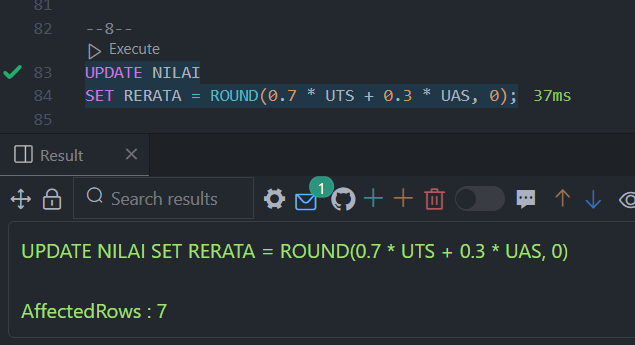 81
82 --8--
Execute
83 UPDATE NILAI
84 SET RERATA = ROUND(0.7 * UTS + 0.3 * UAS, 0); 37ms
85
Result
Search results
1
UPDATE NILAI SET RERATA = ROUND(0.7 * UTS + 0.3 * UAS, 0)
AffectedRows : 7